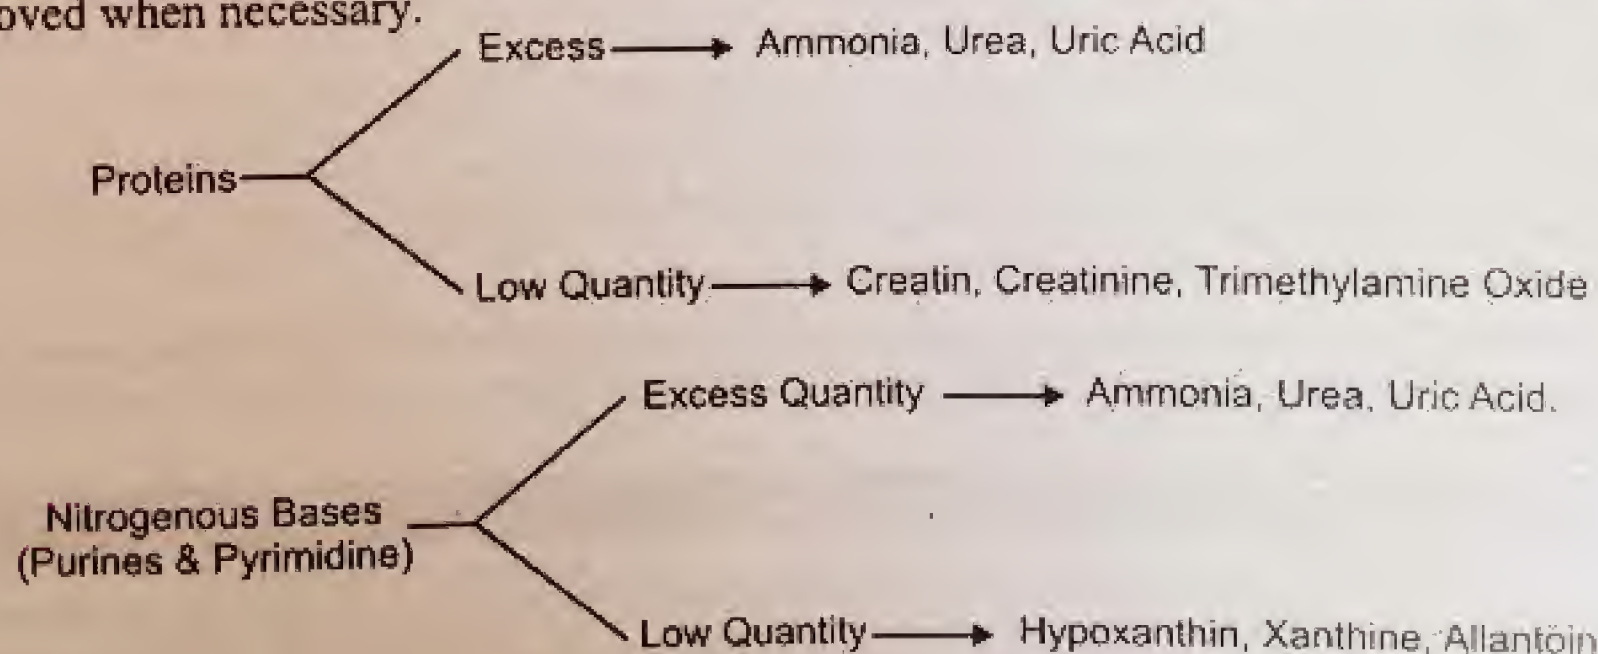 oved when necessary.
Excess Ammonia, Urea, Uric Acid
Proteins
Low Quantity Creatin, Creatinine, Trimethylamine Oxide
Excess Quantity Ammonia, Urea, Uric Acid.
Nitrogenous Bases
(Purines & Pyrimidine)
Low Quantity Hypoxanthin, Xanthine, Allantoin